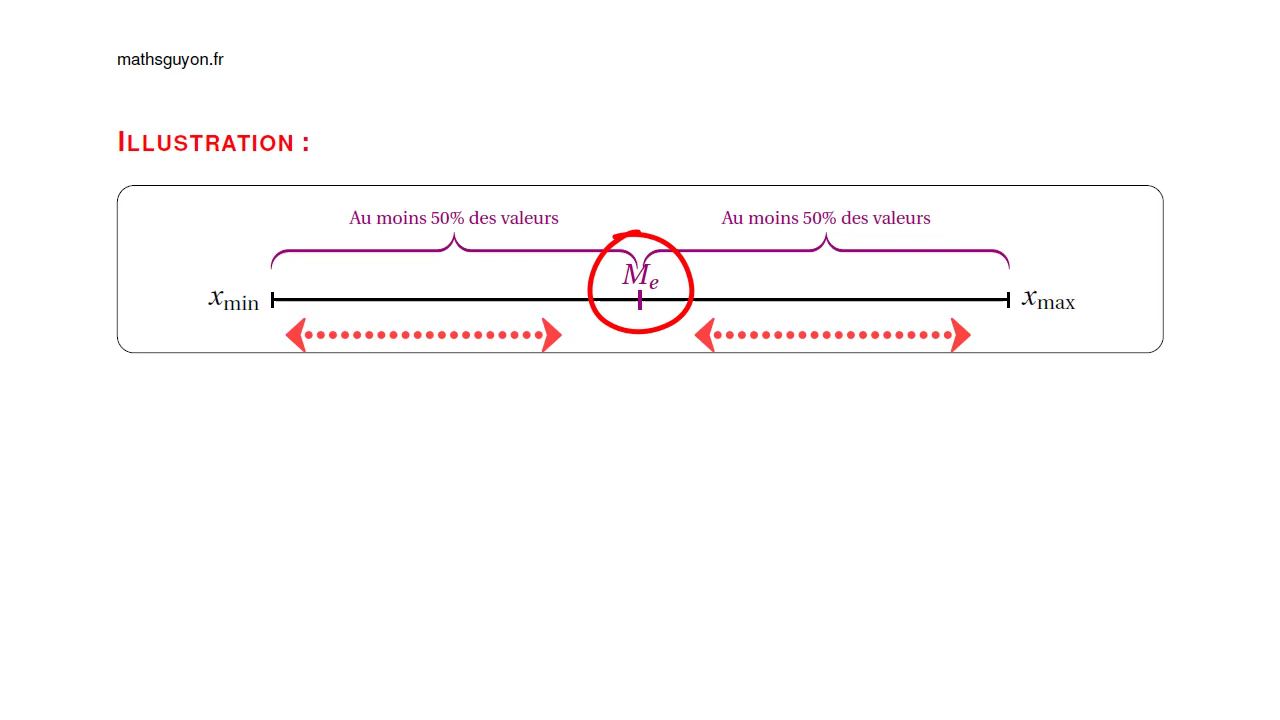 mathsguyon.fr
ILLUSTRATION :
Au moins 50% des valeurs Au moins 50% des valeurs
Me
xmin xmax